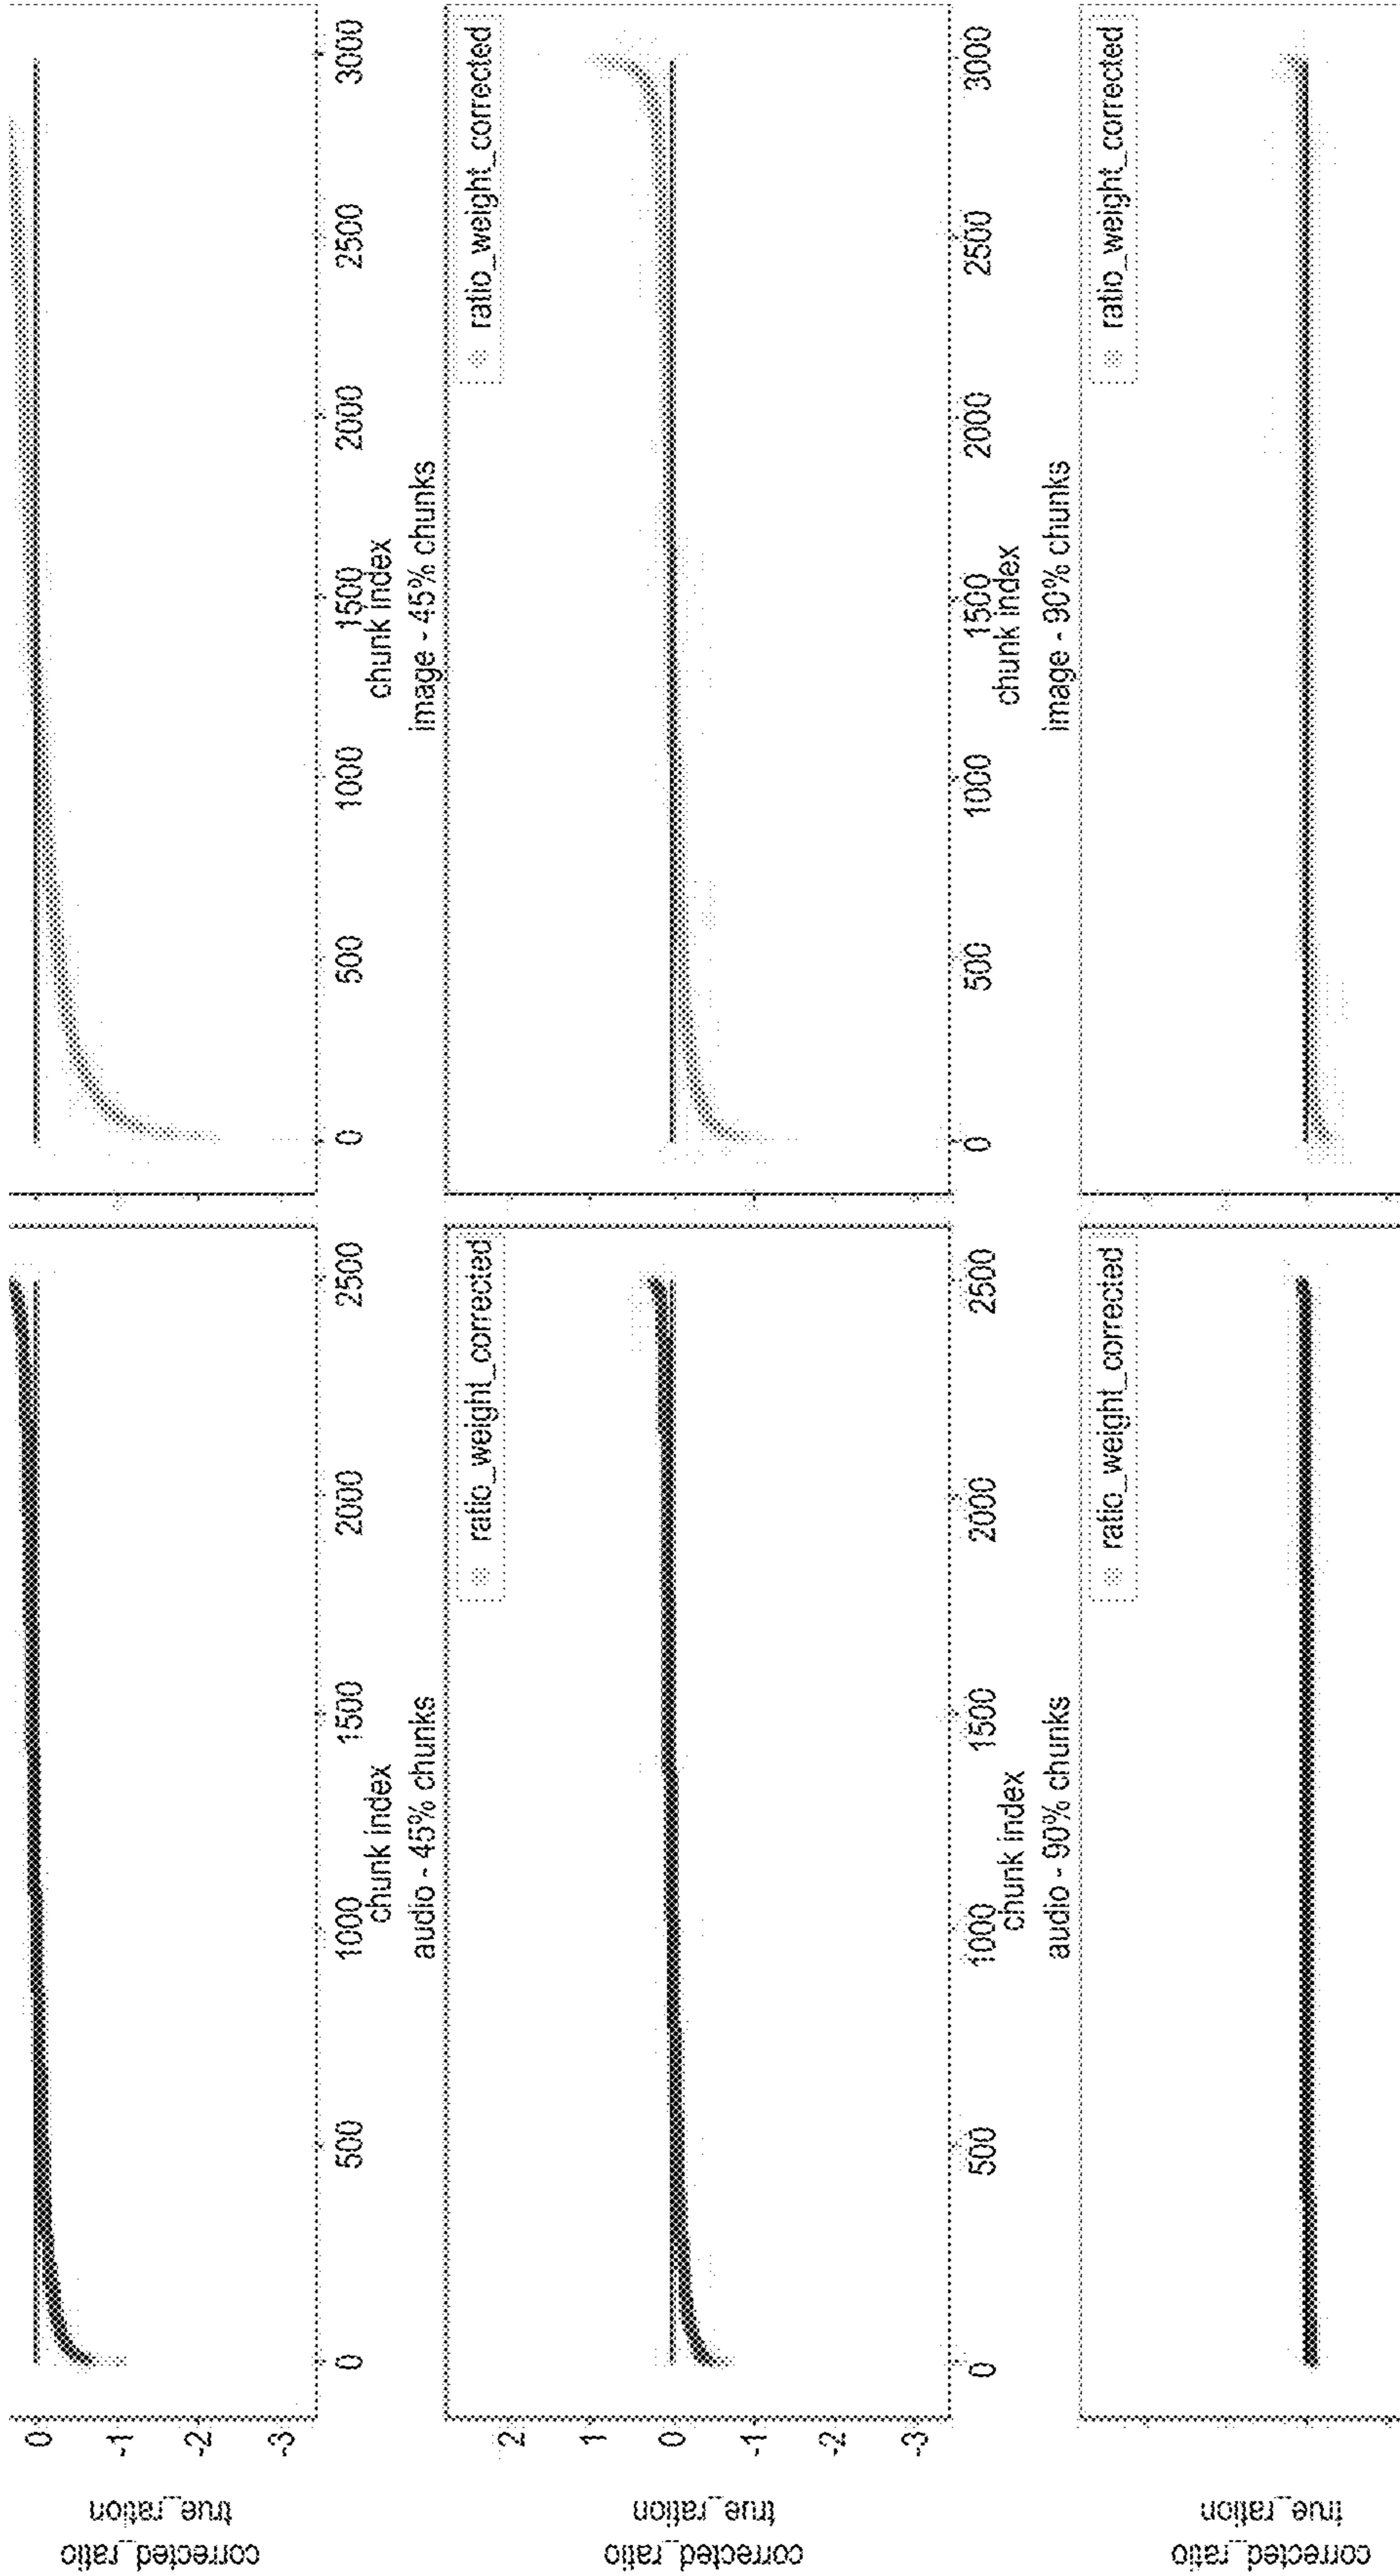 corrected_ratio
true_ration
0
-1
-2
-3
0 500 1000 1500 2000 2500
chunk index
0 500 1000 1500 2000 2500 3000
chunk index
audio - 45% chunks
image - 45% chunks
corrected_ratio
true_ration
2
1
0
-1
-2
-3
ratio_weight_corrected
ratio_weight_corrected
0 500 1000 1500 2000 2500
chunk index
0 500 1000 1500 2000 2500 3000
chunk index
audio - 90% chunks
image - 90% chunks
corrected_ratio
true_ration
ratio_weight_corrected
ratio_weight_corrected